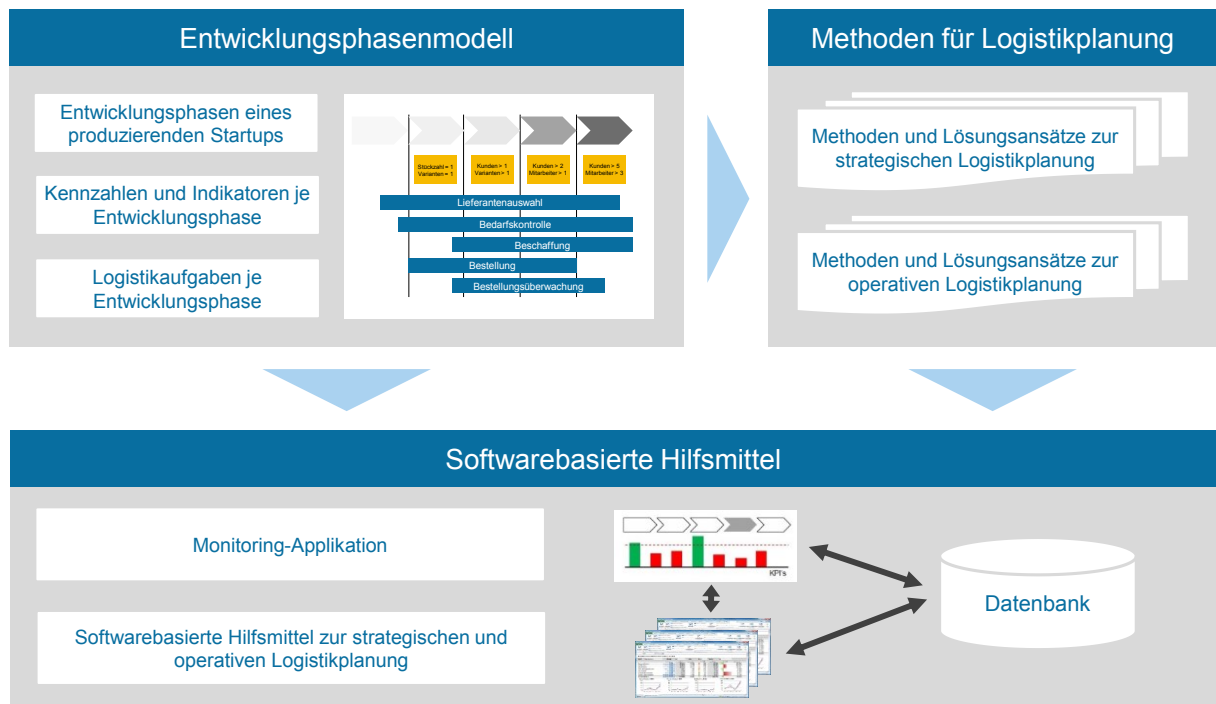 Entwicklungsphasenmodell
Entwicklungsphasen eines
produzierenden Startups
Kennzahlen und Indikatoren je
Entwicklungsphase
Logistikaufgaben je
Entwicklungsphase
Stückzahl = 1
Varianten = 1
Kunden > 1
Varianten > 1
Kunden > 2
Mitarbeiter > 1
Kunden > 5
Mitarbeiter > 3
Lieferantenauswahl
Bedarfskontrolle
Beschaffung
Bestellung
Bestellungsüberwachung
Methoden für Logistikplanung
Methoden und Lösungsansätze zur
strategischen Logistikplanung
Methoden und Lösungsansätze zur
operativen Logistikplanung
Softwarebasierte Hilfsmittel
Monitoring-Applikation
Softwarebasierte Hilfsmittel zur strategischen und
operativen Logistikplanung
KPI's
Datenbank